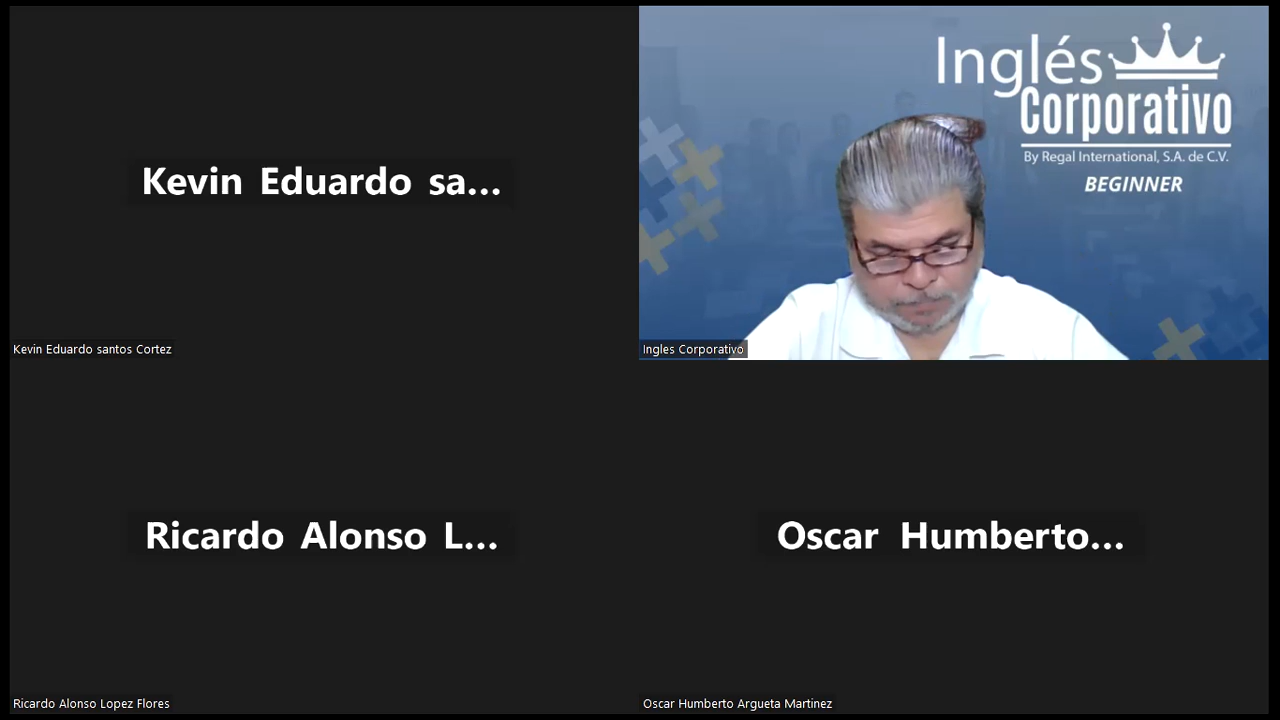 Kevin Eduardo sa...
Kevin Eduardo santos Cortez
Inglés
Corporativo
By Regal International, S.A. de C.V.
BEGINNER
Ingles Corporativo
Ricardo Alonso L...
Ricardo Alonso Lopez Flores
Oscar Humberto...
Oscar Humberto Argueta Martinez